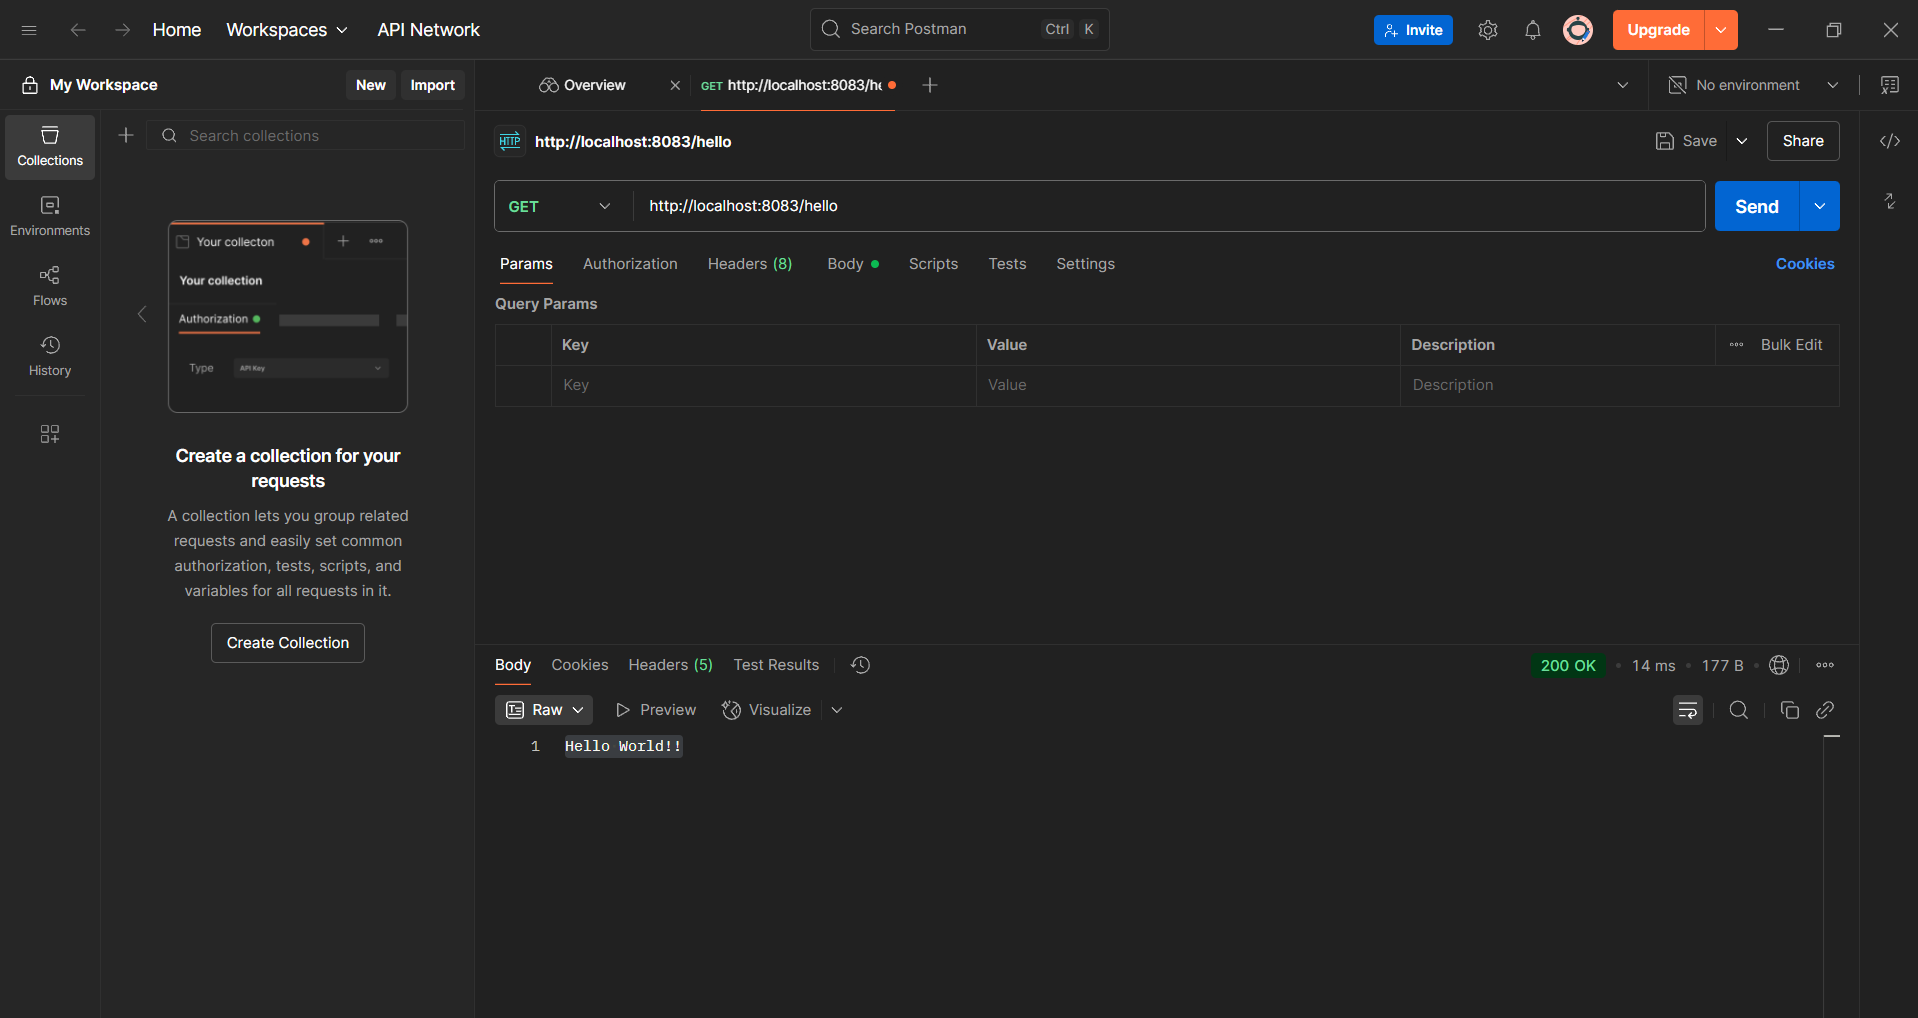 Home Workspaces API Network
Search Postman Ctrl K
Invite Upgrade
My Workspace New Import
Overview GET http://localhost:8083/he
No environment
Collections
Environments
Flows
History
Search collections
Your collecton
Your collection
Authorization
Type API Key
Create a collection for your
requests
A collection lets you group related
requests and easily set common
authorization, tests, scripts, and
variables for all requests in it.
Create Collection
HTTP http://localhost:8083/hello
Save Share
GET http://localhost:8083/hello Send
Params Authorization Headers (8) Body Scripts Tests Settings Cookies
Query Params
Key Value Description Bulk Edit
Key Value Description
Body Cookies Headers (5) Test Results 200 OK • 14 ms • 177 B •
Raw Preview Visualize
1 Hello World!!